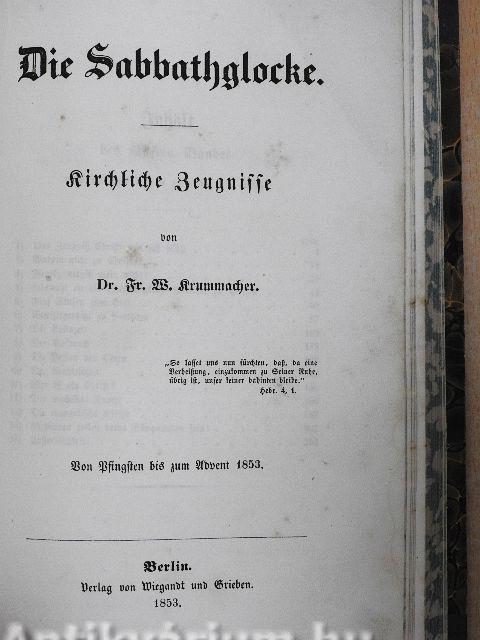 Die Sabbathglocke.
Kirchliche Zeugnisse
von
Dr. Fr. W. Krummacher.
„So lasset uns nun fürchten, daß, da eine
Verheißung, einzukommen zu Seiner Ruhe,
übrig ist, unser keiner dahinten bleibe.“
Hebr. 4, 1.
Von Pfingsten bis zum Advent 1853.
Berlin.
Verlag von Wiegandt und Grieben.
1853.
Antikvárium.hu